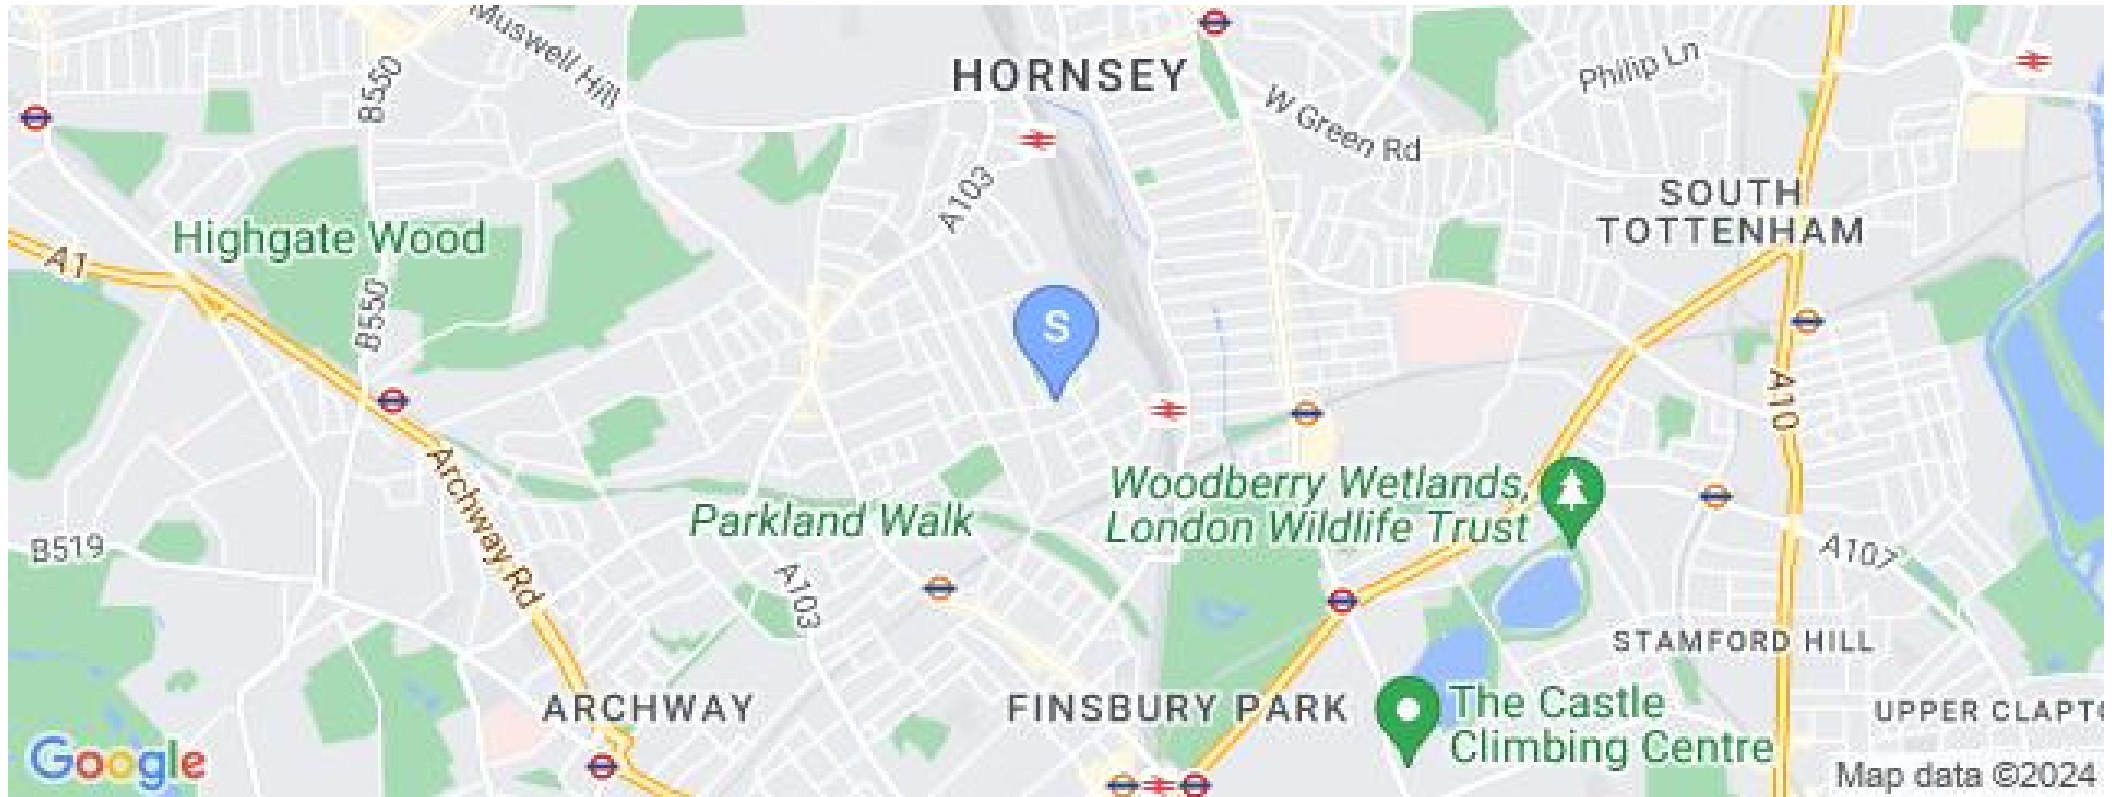 Muswell Hill
B550
HORNSEY
Philip Ln
W Green Rd
A103
SOUTH
TOTTENHAM
Highgate Wood
A1
B550
S
A10
Archway Rd
Woodberry Wetlands,
London Wildlife Trust
Parkland Walk
B519
A103
A107
STAMFORD HILL
ARCHWAY
FINSBURY PARK
The Castle
Climbing Centre
UPPER CLAPTO
Google
Map data ©2024